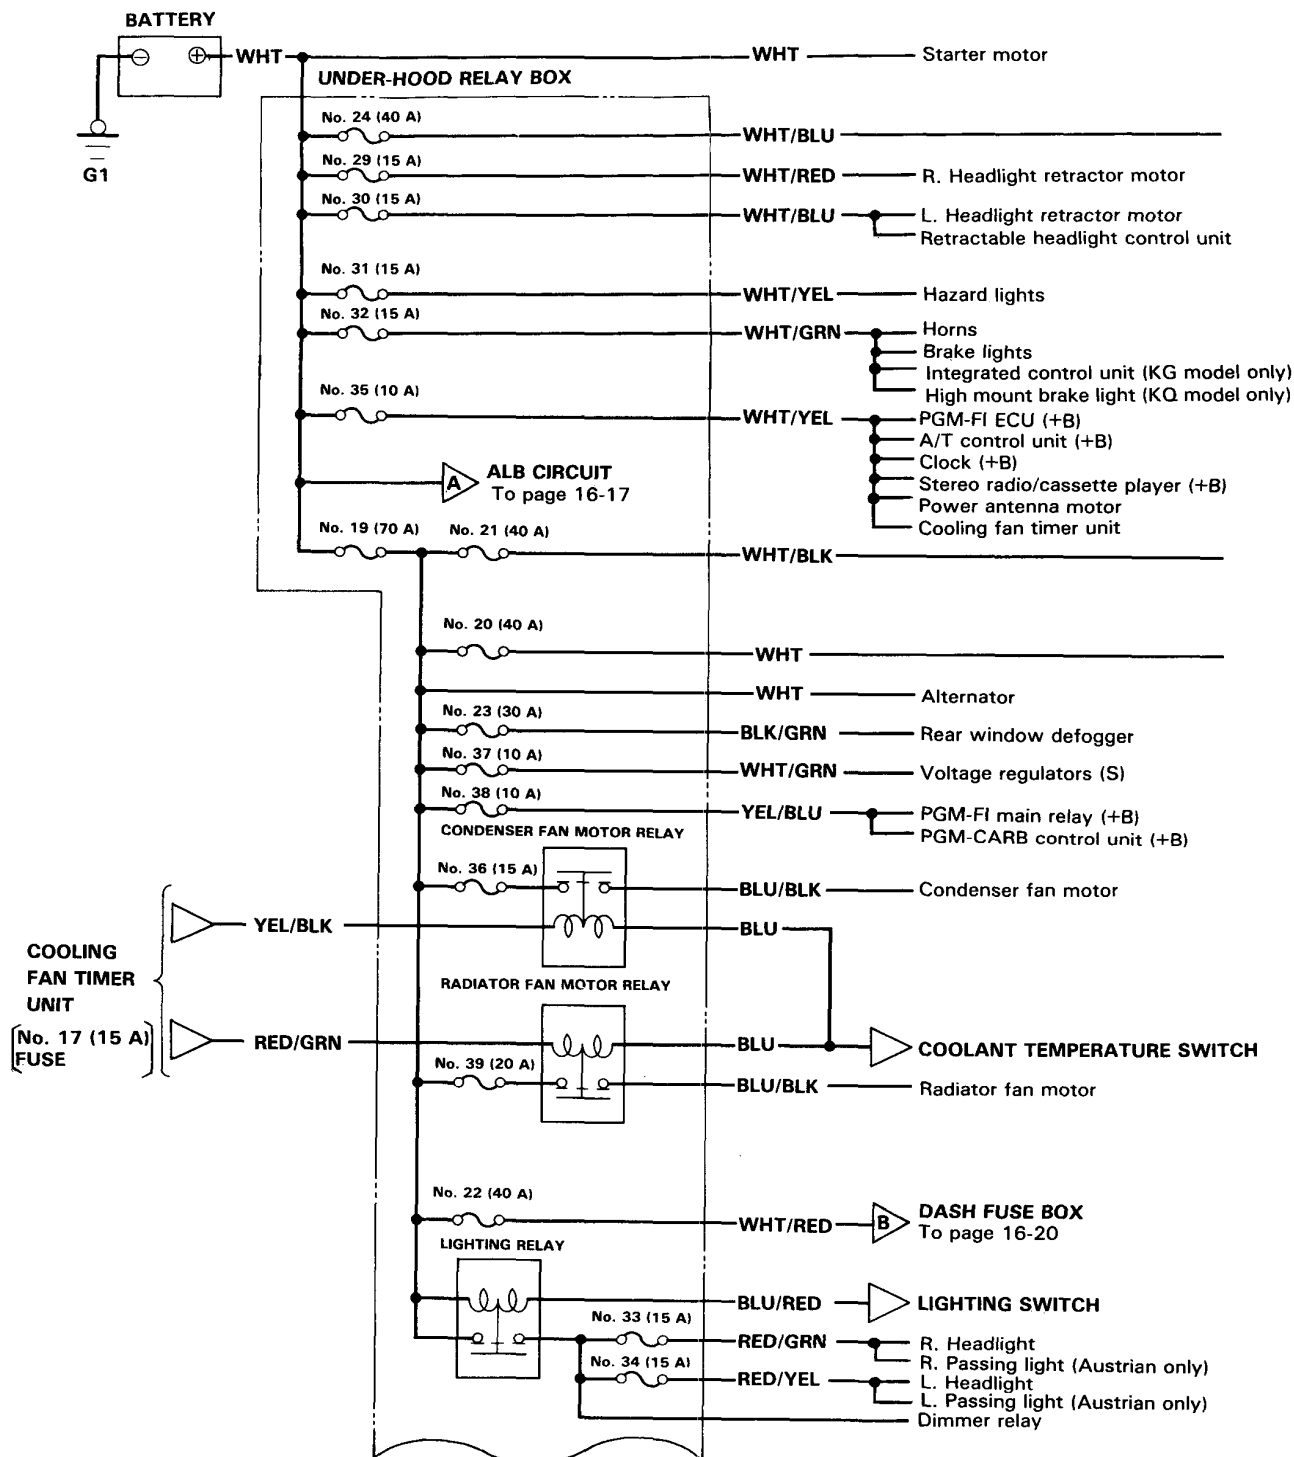 BATTERY
WHT WHT Starter motor
UNDER-HOOD RELAY BOX
G1
No. 24 (40 A)
WHT/BLU
No. 29 (15 A)
WHT/RED R. Headlight retractor motor
No. 30 (15 A)
WHT/BLU L. Headlight retractor motor
Retractable headlight control unit
No. 31 (15 A)
WHT/YEL Hazard lights
No. 32 (15 A)
WHT/GRN Horns
Brake lights
Integrated control unit (KG model only)
High mount brake light (KQ model only)
No. 35 (10 A)
WHT/YEL PGM-FI ECU (+B)
A/T control unit (+B)
Clock (+B)
Stereo radio/cassette player (+B)
Power antenna motor
Cooling fan timer unit
A ALB CIRCUIT
To page 16-17
No. 19 (70 A) No. 21 (40 A)
WHT/BLK
No. 20 (40 A)
WHT
WHT Alternator
No. 23 (30 A)
BLK/GRN Rear window defogger
No. 37 (10 A)
WHT/GRN Voltage regulators (S)
No. 38 (10 A)
YEL/BLU PGM-FI main relay (+B)
PGM-CARB control unit (+B)
CONDENSER FAN MOTOR RELAY
No. 36 (15 A)
BLU/BLK Condenser fan motor
YEL/BLK BLU
COOLING
FAN TIMER
UNIT
No. 17 (15 A)
FUSE
RADIATOR FAN MOTOR RELAY
RED/GRN BLU COOLANT TEMPERATURE SWITCH
No. 39 (20 A)
BLU/BLK Radiator fan motor
No. 22 (40 A)
WHT/RED B DASH FUSE BOX
To page 16-20
LIGHTING RELAY
BLU/RED LIGHTING SWITCH
No. 33 (15 A)
RED/GRN R. Headlight
R. Passing light (Austrian only)
No. 34 (15 A)
RED/YEL L. Headlight
L. Passing light (Austrian only)
Dimmer relay